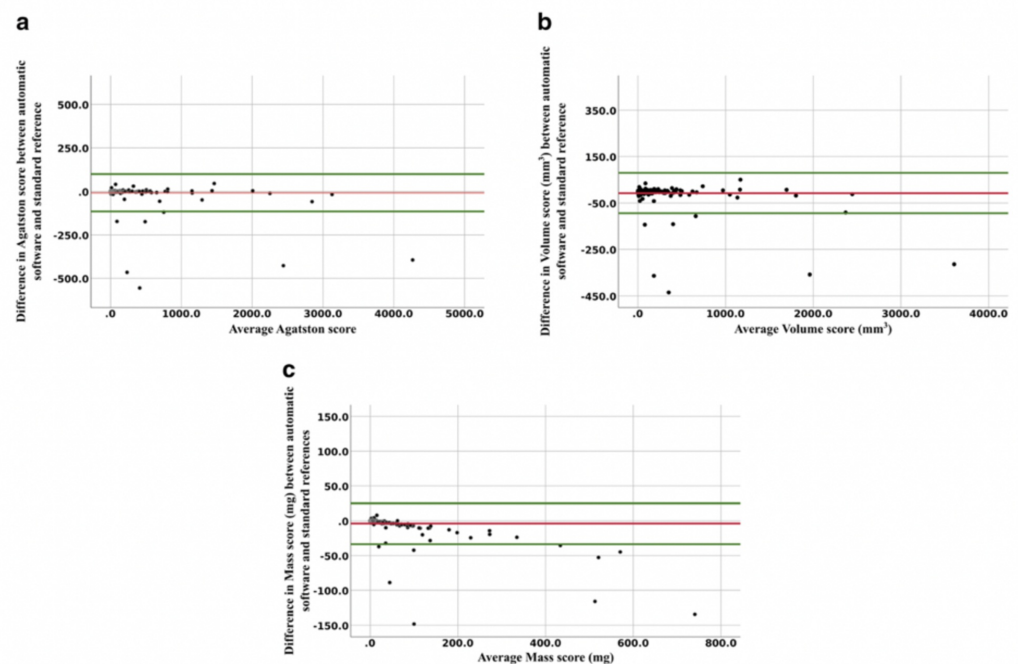 a
Difference in Agatston score between automatic
software and standard reference
500.0
250.0
.0
-250.0
-500.0
.0 1000.0 2000.0 3000.0 4000.0 5000.0
Average Agatston score
b
Difference in Volume score (mm³) between automatic
software and standard reference
350.0
150.0
-50.0
-250.0
-450.0
.0 1000.0 2000.0 3000.0 4000.0
Average Volume score (mm³)
c
Difference in Mass score (mg) between automatic
software and standard references
150.0
100.0
50.0
.0
-50.0
-100.0
-150.0
.0 200.0 400.0 600.0 800.0
Average Mass score (mg)